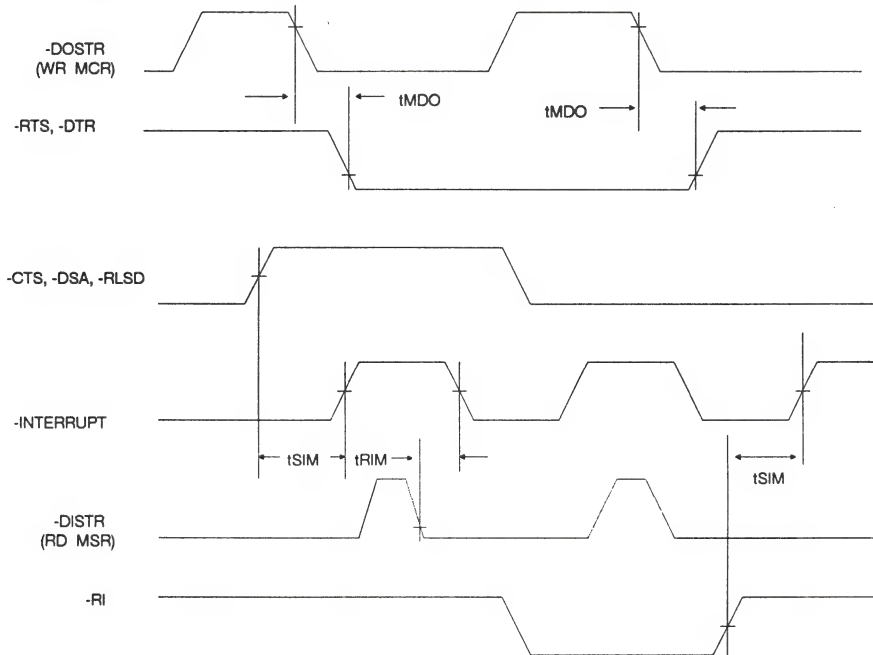 -DOSTR
(WR MCR)
tMDO
tMDO
-RTS, -DTR
-CTS, -DSA, -RLSD
-INTERRUPT
tSIM
tRIM
tSIM
-DISTR
(RD MSR)
-RI